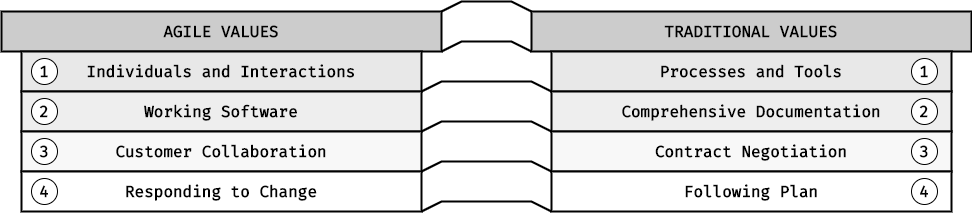 AGILE VALUES
TRADITIONAL VALUES
1 Individuals and Interactions
Processes and Tools 1
2 Working Software
Comprehensive Documentation 2
3 Customer Collaboration
Contract Negotiation 3
4 Responding to Change
Following Plan 4